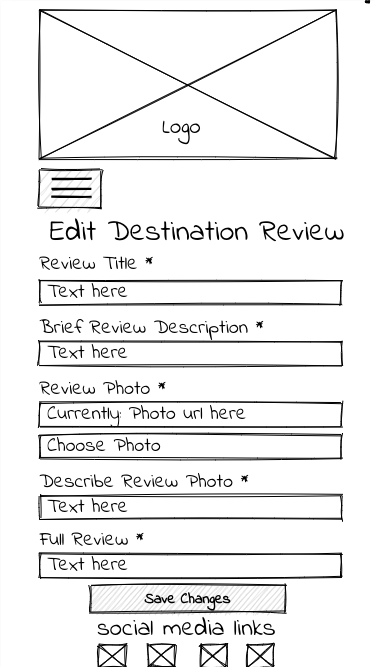 Logo
Edit Destination Review
Review Title *
Text here
Brief Review Description *
Text here
Review Photo *
Currently: Photo url here
Choose Photo
Describe Review Photo *
Text here
Full Review *
Text here
Save Changes
social media links